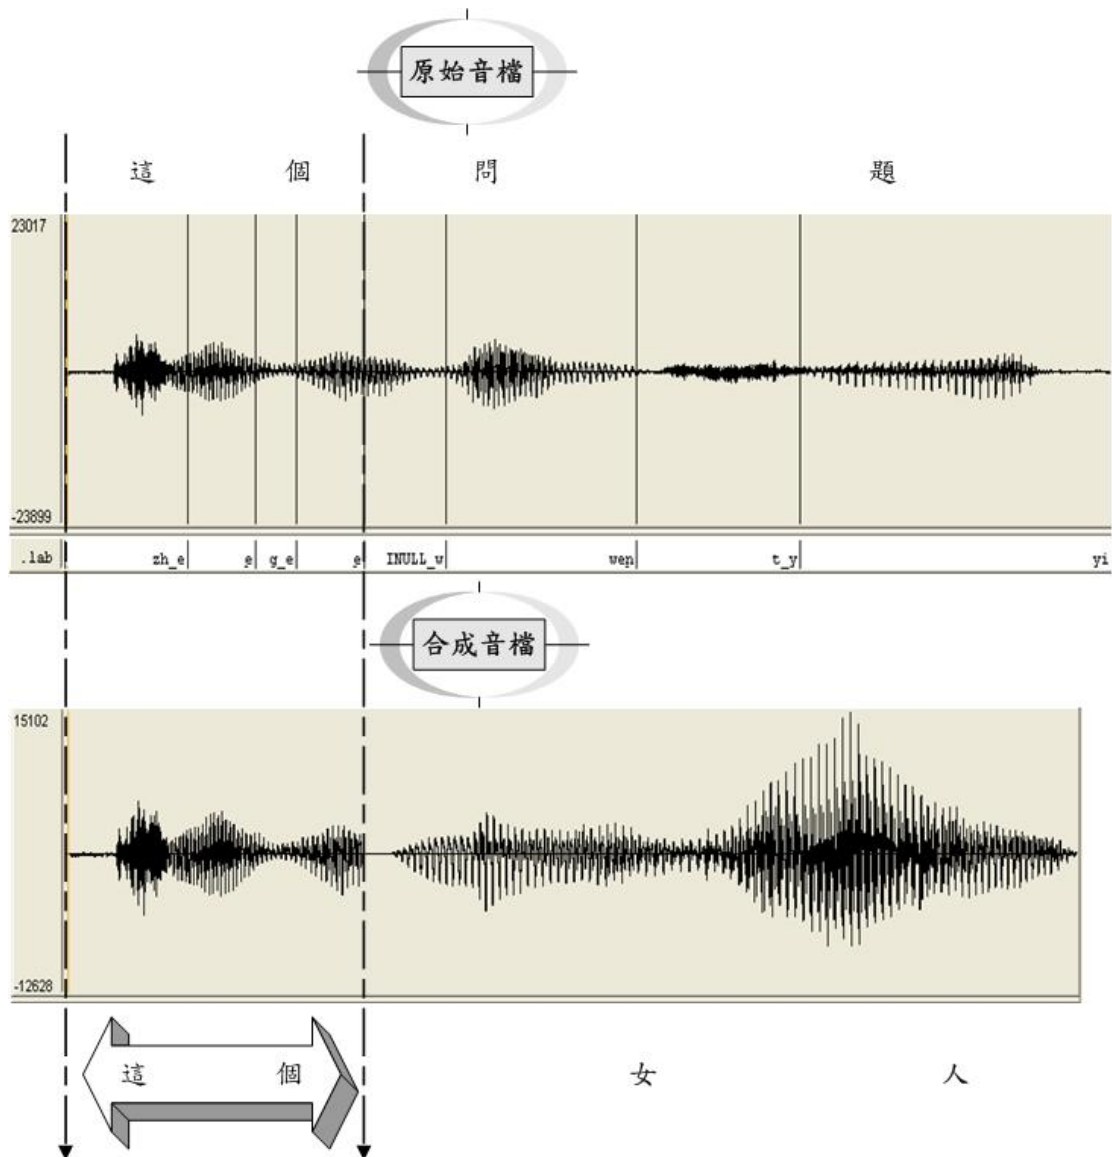 原始音檔
這 個 問 題
23017
-23899
.lab zh_e e g_e e INULL_w wen t_y yi
合成音檔
15102
-12628
這 個 女 人